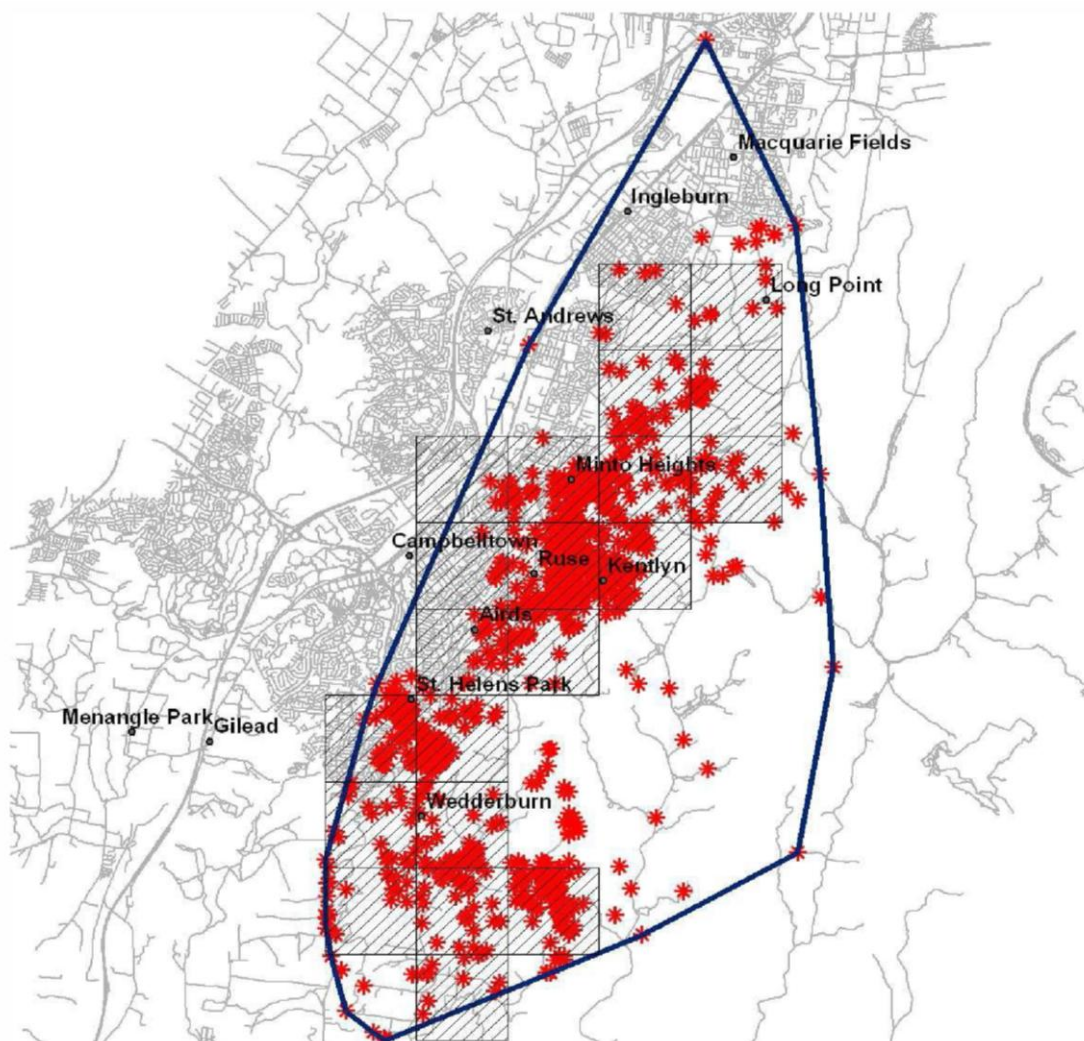 Macquarie Fields
Ingleburn
Long Point
St. Andrews
Minto Heights
Campbelltown
Ruse
Kentlyn
Airds
St. Helens Park
Menangle Park
Gilead
Wedderburn